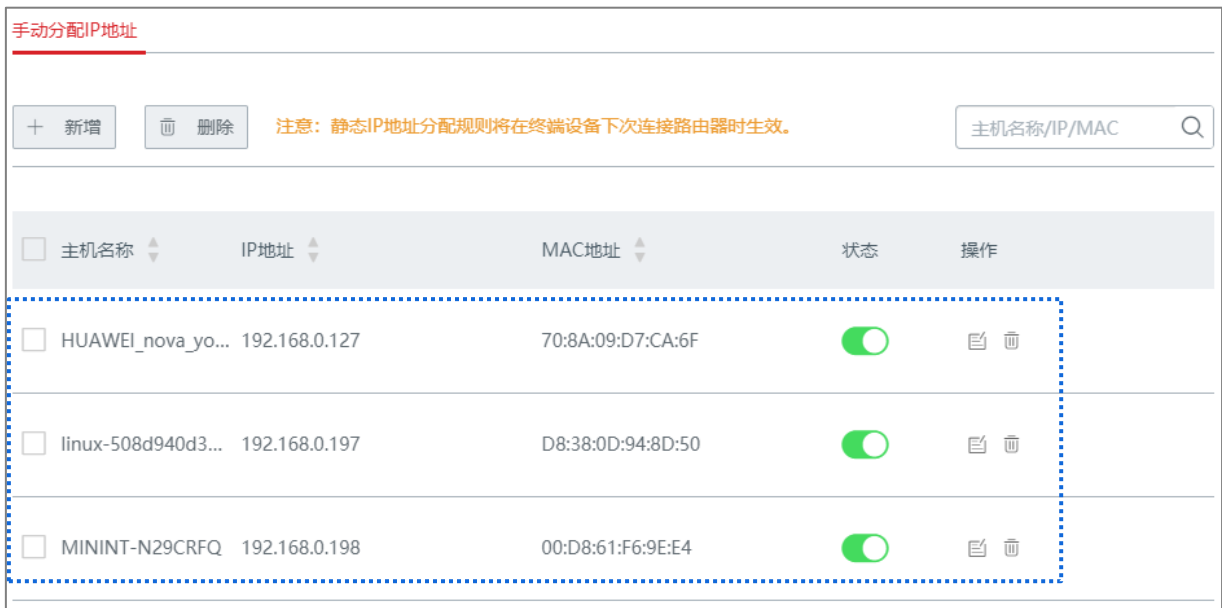 手动分配IP地址
新增 删除 注意：静态IP地址分配规则将在终端设备下次连接路由器时生效。 主机名称/IP/MAC
主机名称 IP地址 MAC地址 状态 操作
HUAWEI_nova_yo... 192.168.0.127 70:8A:09:D7:CA:6F
linux-508d940d3... 192.168.0.197 D8:38:0D:94:8D:50
MININT-N29CRFQ 192.168.0.198 00:D8:61:F6:9E:E4